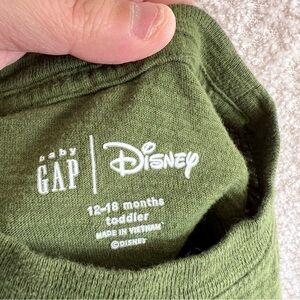 baby
GAP
Disney
12-18 months
toddler
MADE IN VIETNAM
©DISNEY